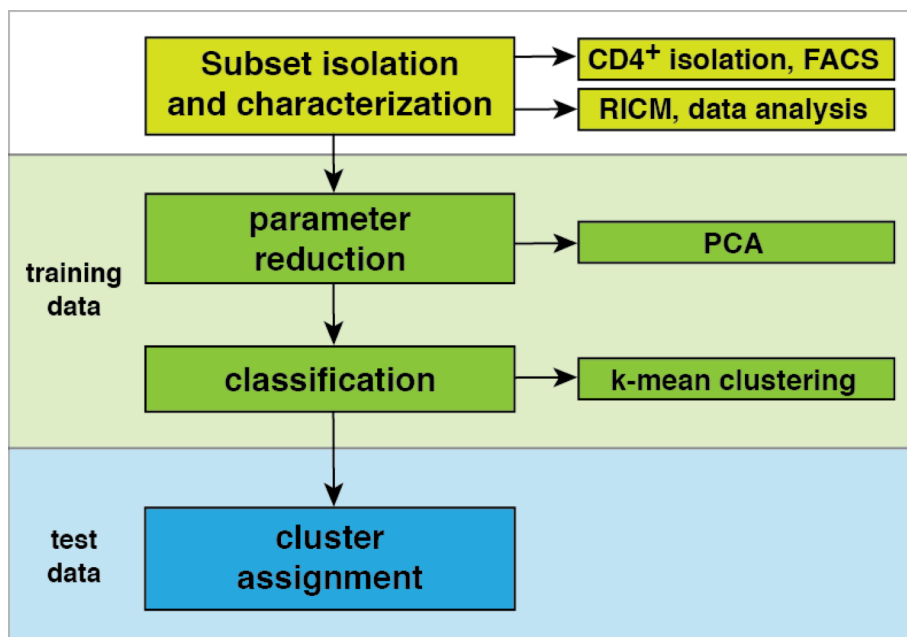 Subset isolation
and characterization
CD4⁺ isolation, FACS
RICM, data analysis
training
data
parameter
reduction
PCA
classification
k-mean clustering
test
data
cluster
assignment